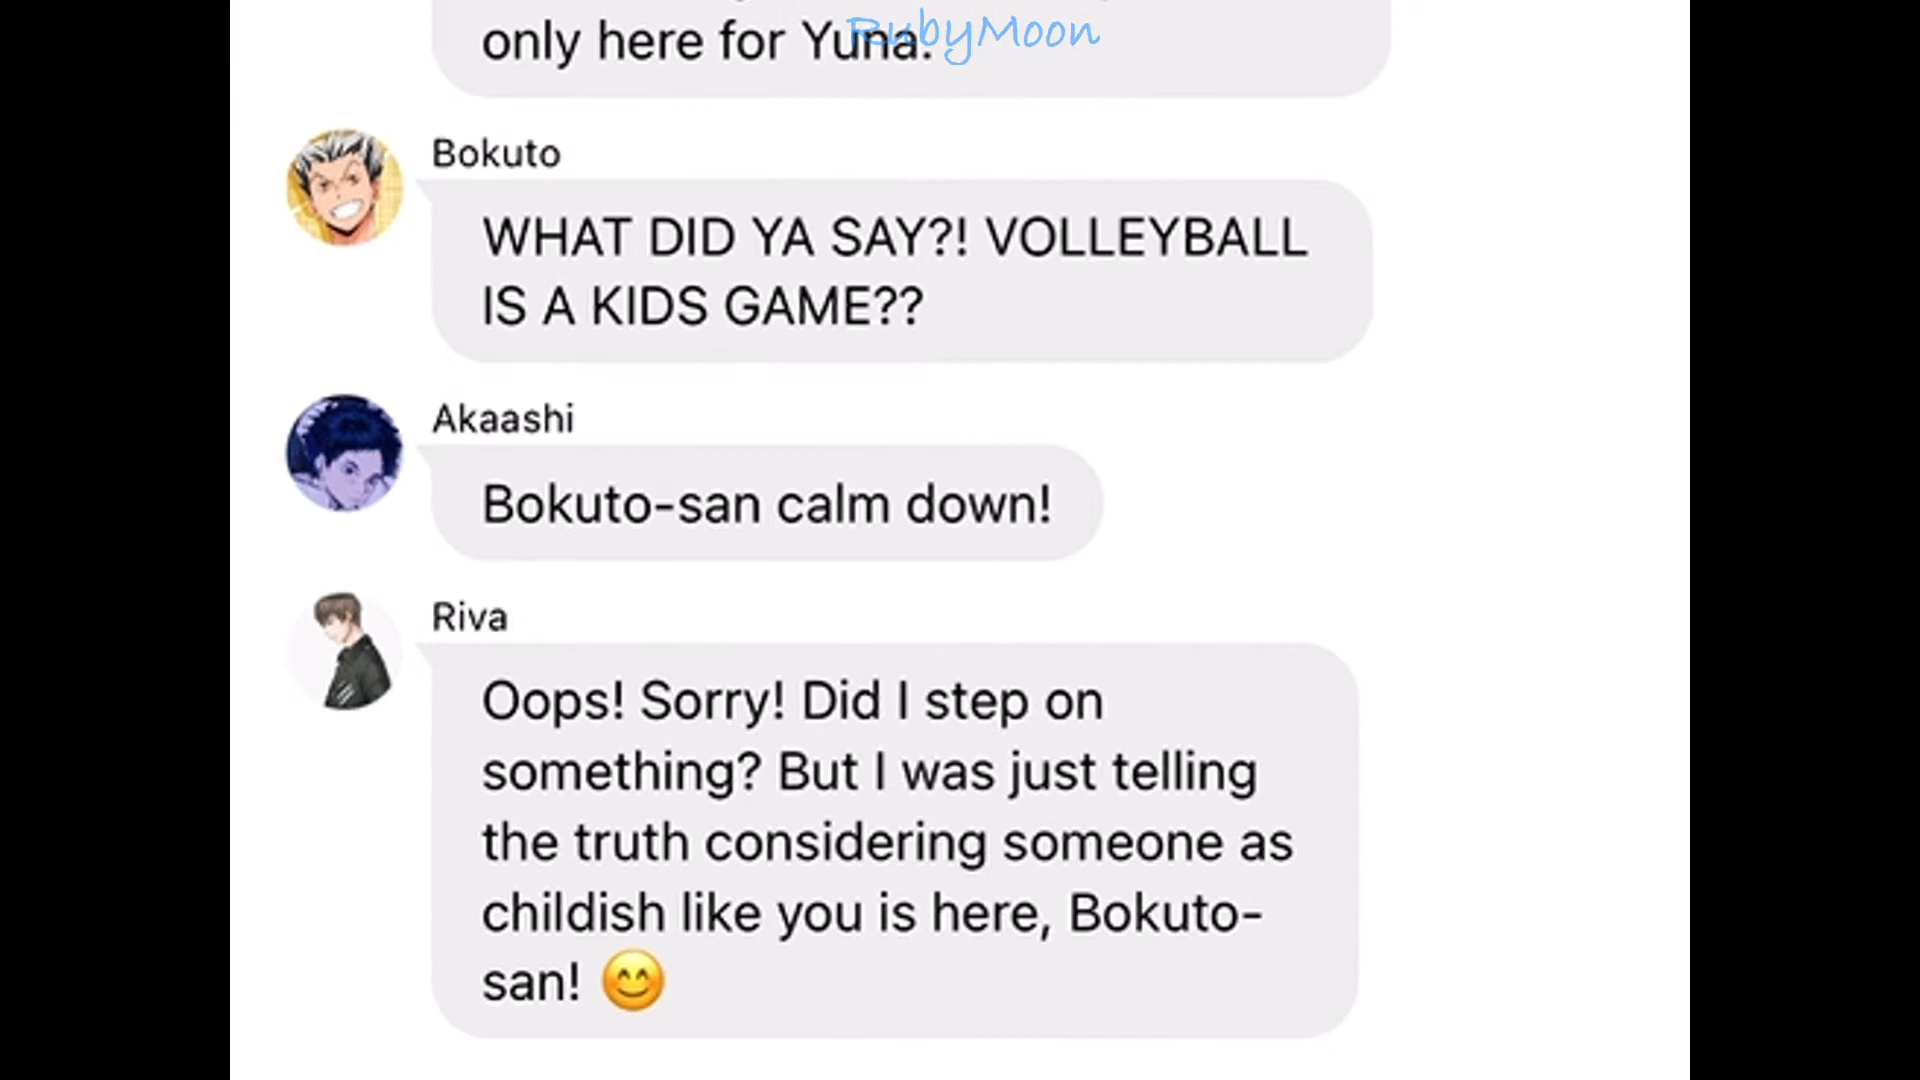 only here for Yuna.
RubyMoon
Bokuto
WHAT DID YA SAY?! VOLLEYBALL
IS A KIDS GAME??
Akaashi
Bokuto-san calm down!
Riva
Oops! Sorry! Did I step on
something? But I was just telling
the truth considering someone as
childish like you is here, Bokuto-
san! 😊